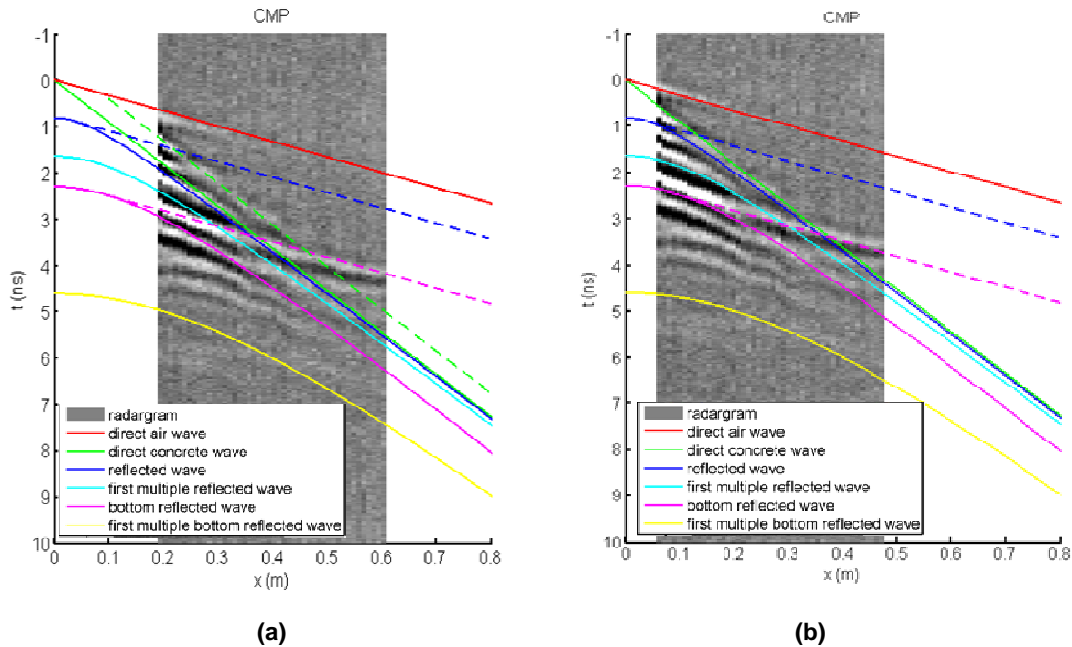 CMP
-1
0
1
2
3
4
5
6
7
8
9
10
t (ns)
radargram
direct air wave
direct concrete wave
reflected wave
first multiple reflected wave
bottom reflected wave
first multiple bottom reflected wave
0 0.1 0.2 0.3 0.4 0.5 0.6 0.7 0.8
x (m)
(a)
CMP
-1
0
1
2
3
4
5
6
7
8
9
10
t (ns)
radargram
direct air wave
direct concrete wave
reflected wave
first multiple reflected wave
bottom reflected wave
first multiple bottom reflected wave
0 0.1 0.2 0.3 0.4 0.5 0.6 0.7 0.8
x (m)
(b)